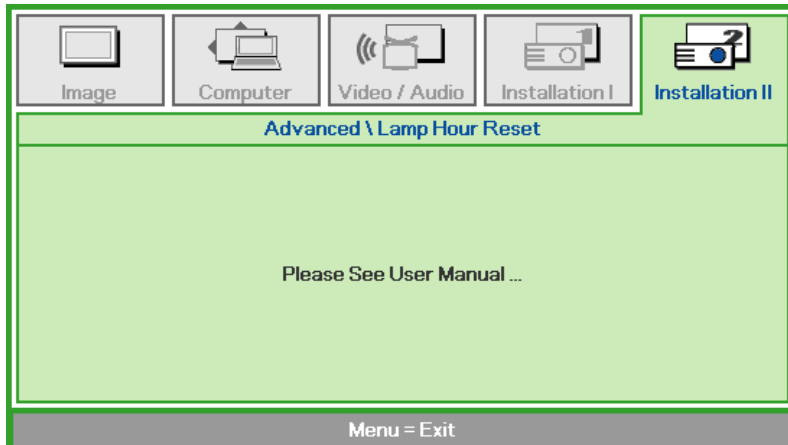 Image
Computer
Video / Audio
Installation I
Installation II
Advanced \ Lamp Hour Reset
Please See User Manual ...
Menu = Exit